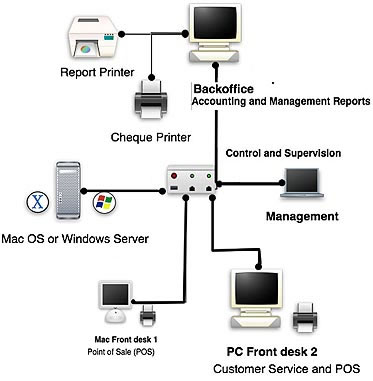 Report Printer
Backoffice
Accounting and Management Reports
Cheque Printer
Control and Supervision
X
Management
Mac OS or Windows Server
Mac Front desk 1
Point of Sale (POS)
PC Front desk 2
Customer Service and POS